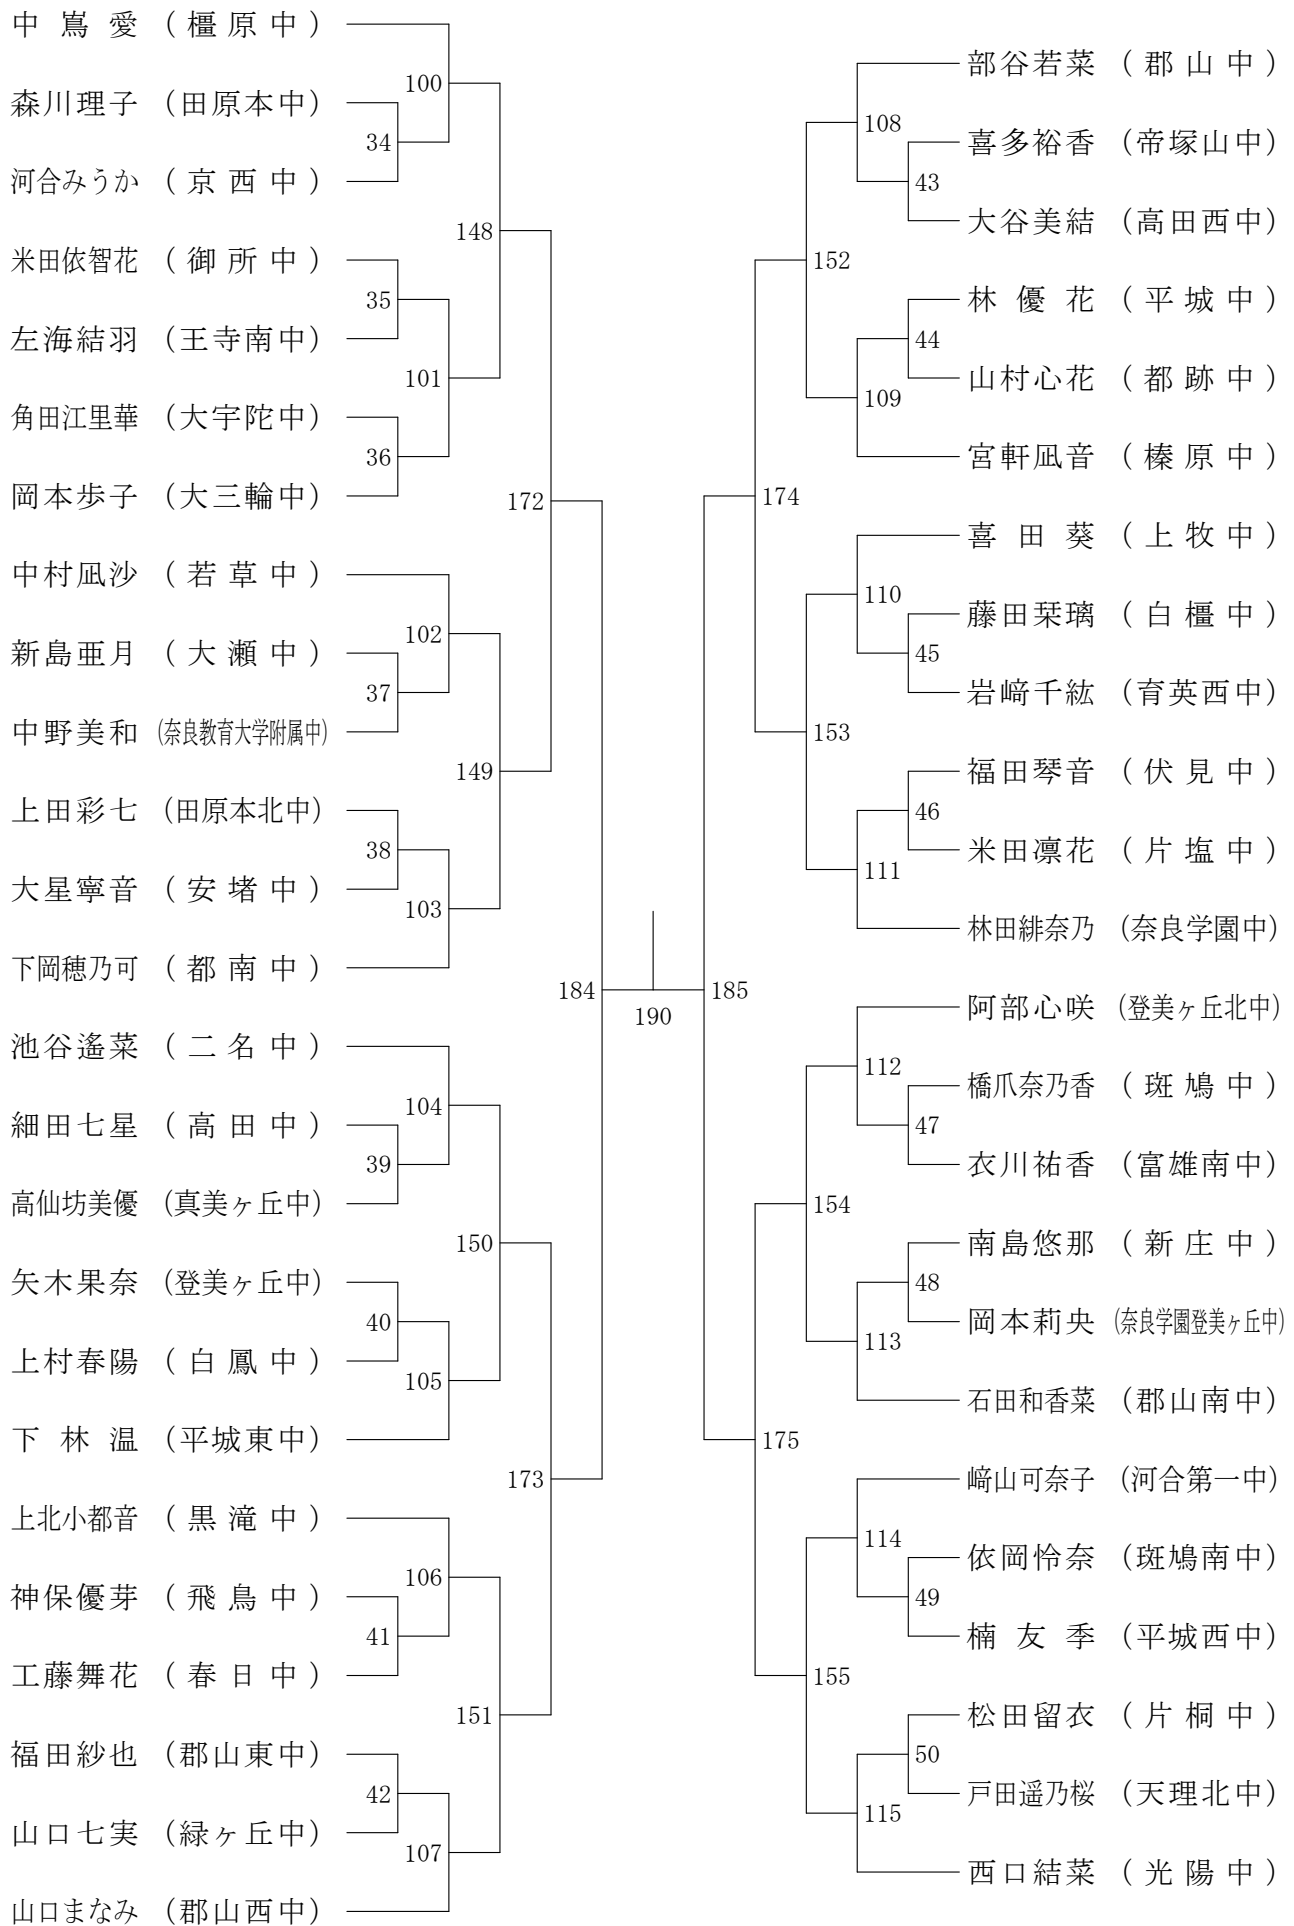 中嶌愛 （橿原中）
森川理子 （田原本中）
河合みうか （京西中）
米田依智花 （御所中）
左海結羽 （王寺南中）
角田江里華 （大宇陀中）
岡本歩子 （大三輪中）
中村凪沙 （若草中）
新島亜月 （大瀬中）
中野美和 （奈良教育大学附属中）
上田彩七 （田原本北中）
大星寧音 （安堵中）
下岡穂乃可 （都南中）
池谷遙菜 （二名中）
細田七星 （高田中）
高仙坊美優 （真美ヶ丘中）
矢木果奈 （登美ヶ丘中）
上村春陽 （白鳳中）
下林温 （平城東中）
上北小都音 （黒滝中）
神保優芽 （飛鳥中）
工藤舞花 （春日中）
福田紗也 （郡山東中）
山口七実 （緑ヶ丘中）
山口まなみ （郡山西中）
34
35
36
37
38
39
40
41
42
100
101
102
103
104
105
106
107
148
149
150
151
172
173
184
190
185
174
175
152
153
154
155
108
109
110
111
112
113
114
115
43
44
45
46
47
48
49
50
部谷若菜 （郡山中）
喜多裕香 （帝塚山中）
大谷美結 （高田西中）
林優花 （平城中）
山村心花 （都跡中）
宮軒凪音 （榛原中）
喜田葵 （上牧中）
藤田栞璃 （白橿中）
岩﨑千紘 （育英西中）
福田琴音 （伏見中）
米田凛花 （片塩中）
林田緋奈乃 （奈良学園中）
阿部心咲 （登美ヶ丘北中）
橋爪奈乃香 （斑鳩中）
衣川祐香 （富雄南中）
南島悠那 （新庄中）
岡本莉央 （奈良学園登美ヶ丘中）
石田和香菜 （郡山南中）
﨑山可奈子 （河合第一中）
依岡怜奈 （斑鳩南中）
楠友季 （平城西中）
松田留衣 （片桐中）
戸田遥乃桜 （天理北中）
西口結菜 （光陽中）